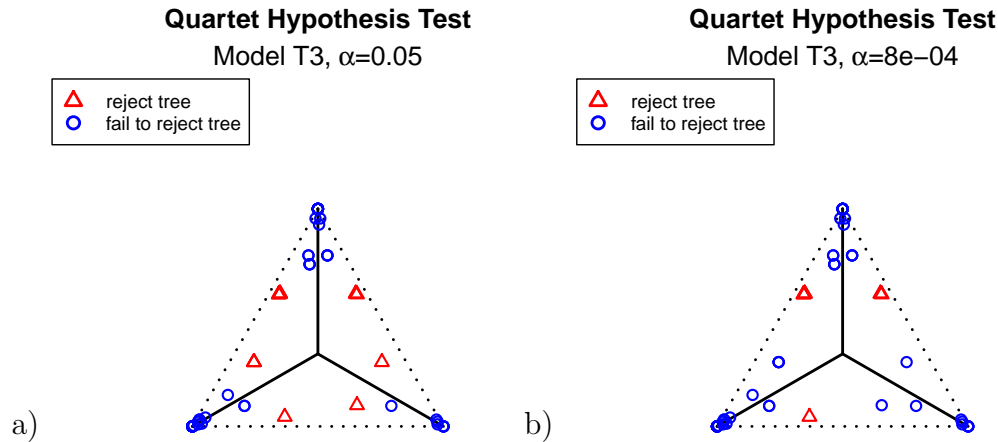 Quartet Hypothesis Test
Model T3, α=0.05
reject tree
fail to reject tree
a)
Quartet Hypothesis Test
Model T3, α=8e−04
reject tree
fail to reject tree
b)